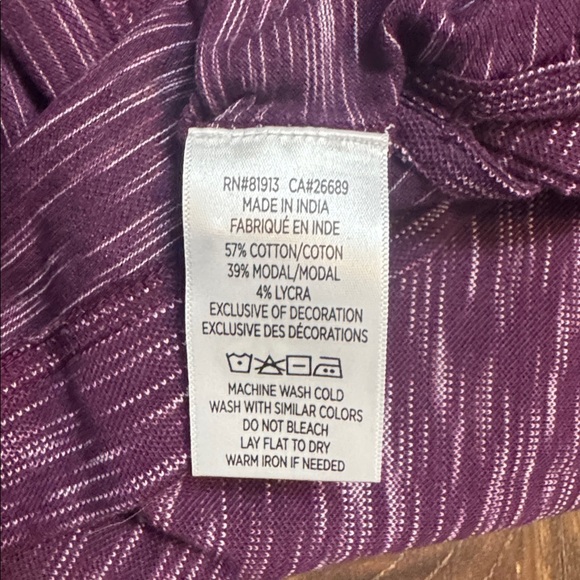 RN#81913 CA#26689
MADE IN INDIA
FABRIQUÉ EN INDE
57% COTTON/COTON
39% MODAL/MODAL
4% LYCRA
EXCLUSIVE OF DECORATION
EXCLUSIVE DES DÉCORATIONS
MACHINE WASH COLD
WASH WITH SIMILAR COLORS
DO NOT BLEACH
LAY FLAT TO DRY
WARM IRON IF NEEDED